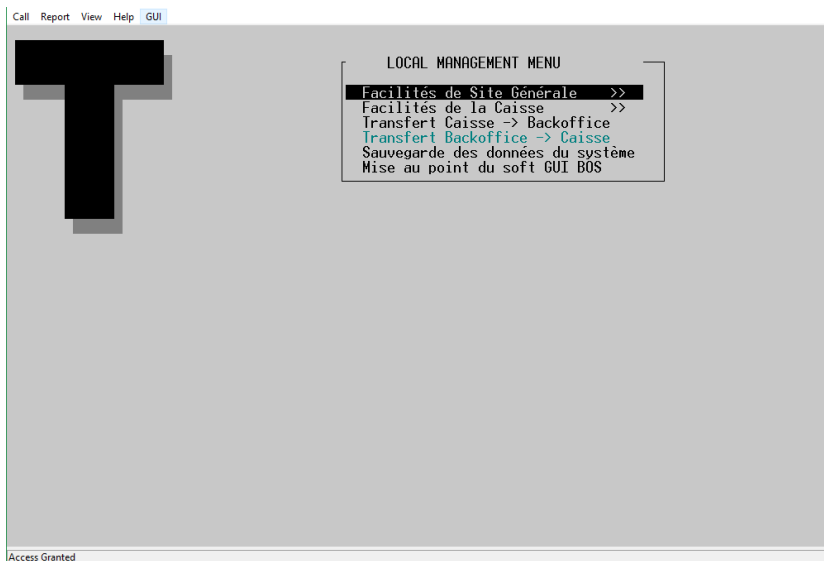 Call Report View Help GUI
T
LOCAL MANAGEMENT MENU
Facilités de Site Générale >>
Facilités de la Caisse >>
Transfert Caisse -> Backoffice
Transfert Backoffice -> Caisse
Sauvegarde des données du système
Mise au point du soft GUI BOS
Access Granted